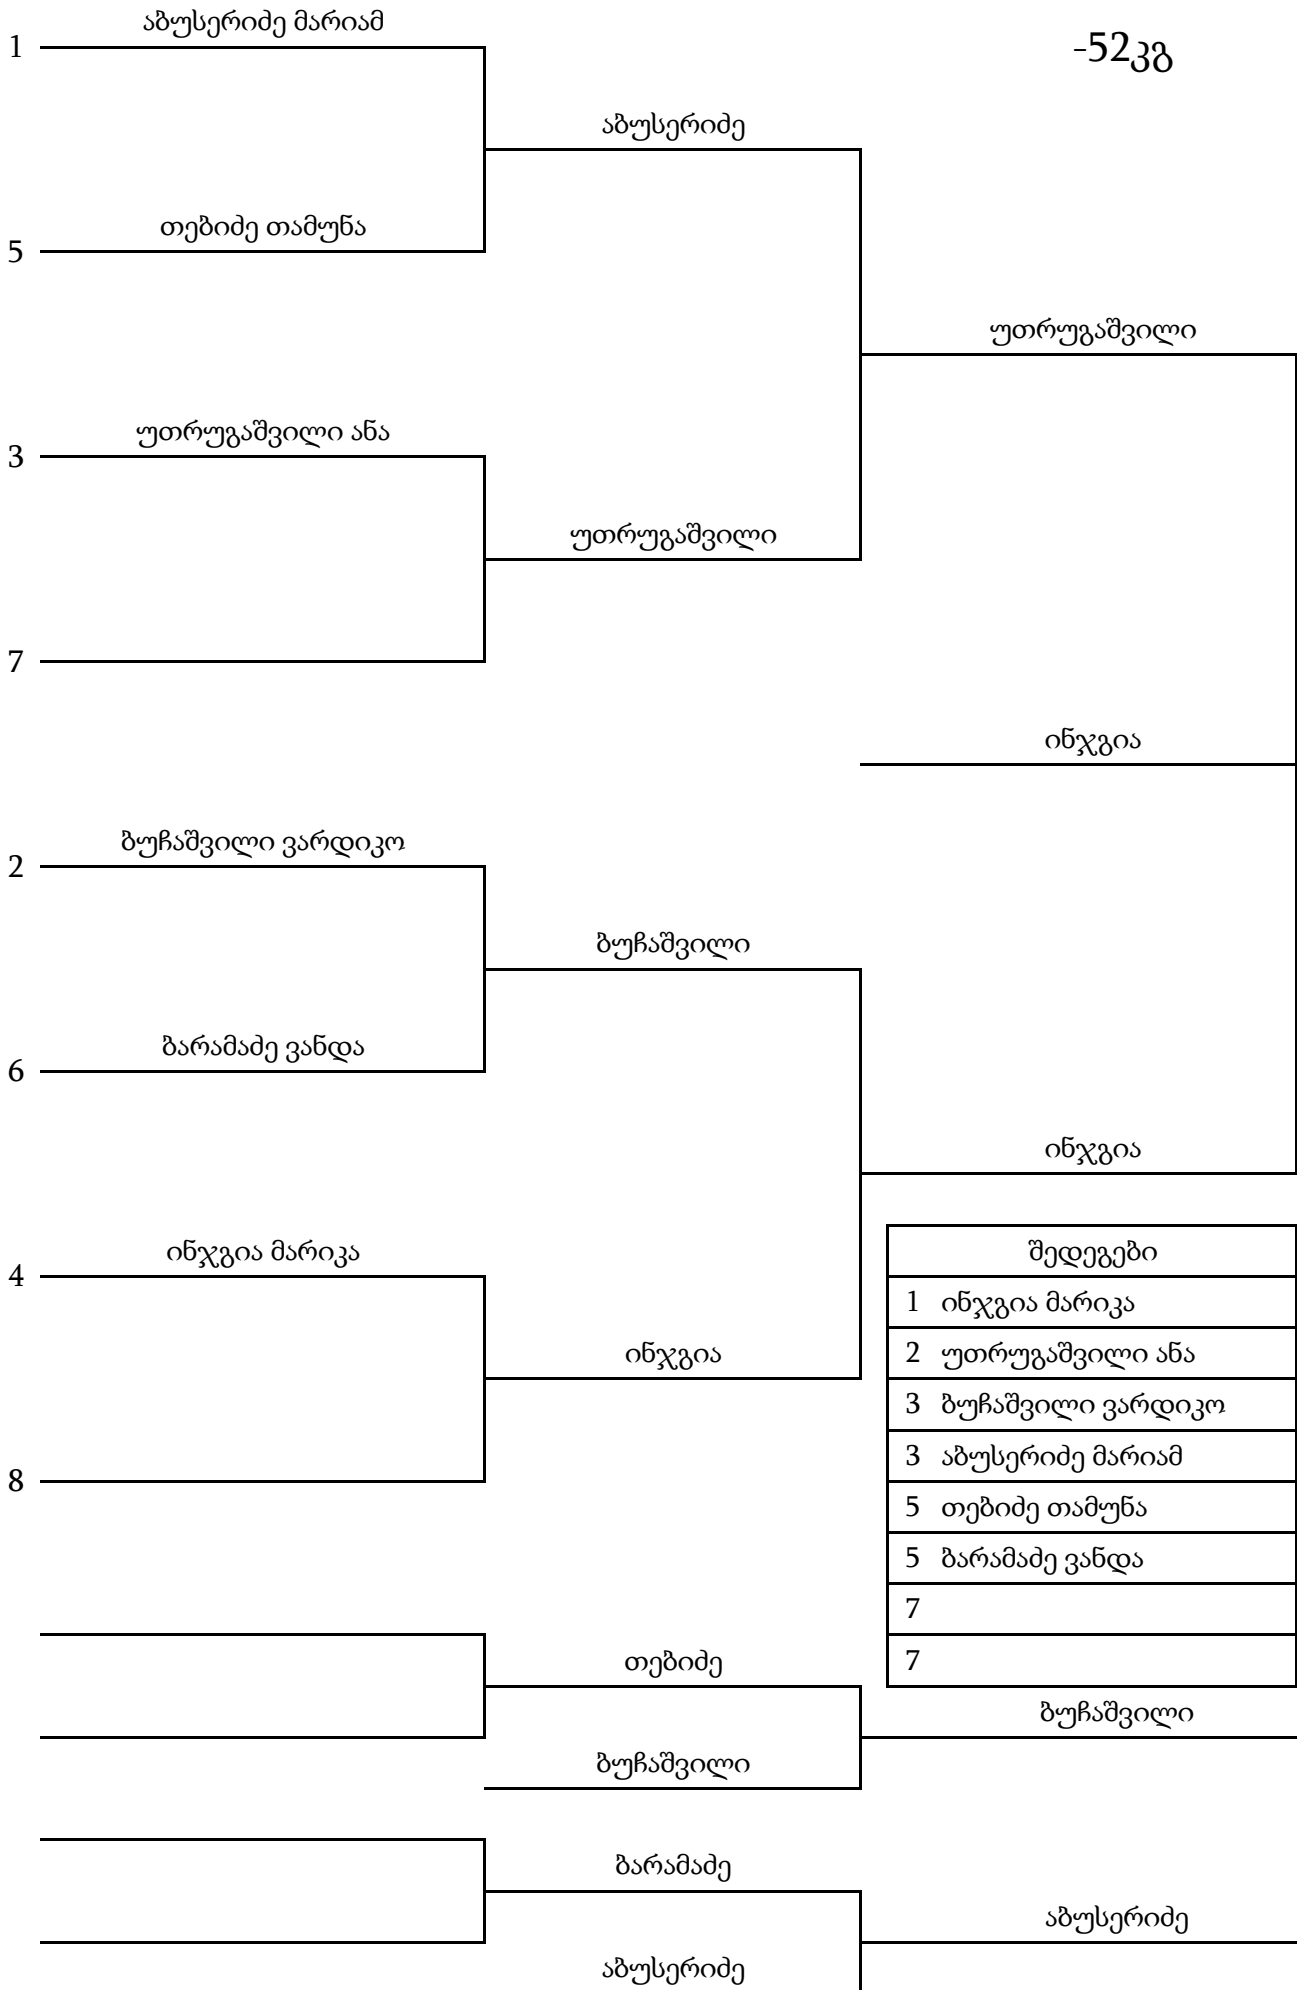 აბუსერიძე მარიამ
1
-52კგ
აბუსერიძე
თებიძე თამუნა
5
უთრუგაშვილი
უთრუგაშვილი ანა
3
უთრუგაშვილი
7
ინჯგია
ბუჩაშვილი ვარდიკო
2
ბუჩაშვილი
ბარამაძე ვანდა
6
ინჯგია
ინჯგია მარიკა
4
ინჯგია
8
შედეგები
1 ინჯგია მარიკა
2 უთრუგაშვილი ანა
3 ბუჩაშვილი ვარდიკო
3 აბუსერიძე მარიამ
5 თებიძე თამუნა
5 ბარამაძე ვანდა
7
7
თებიძე
ბუჩაშვილი
ბუჩაშვილი
ბარამაძე
აბუსერიძე
აბუსერიძე